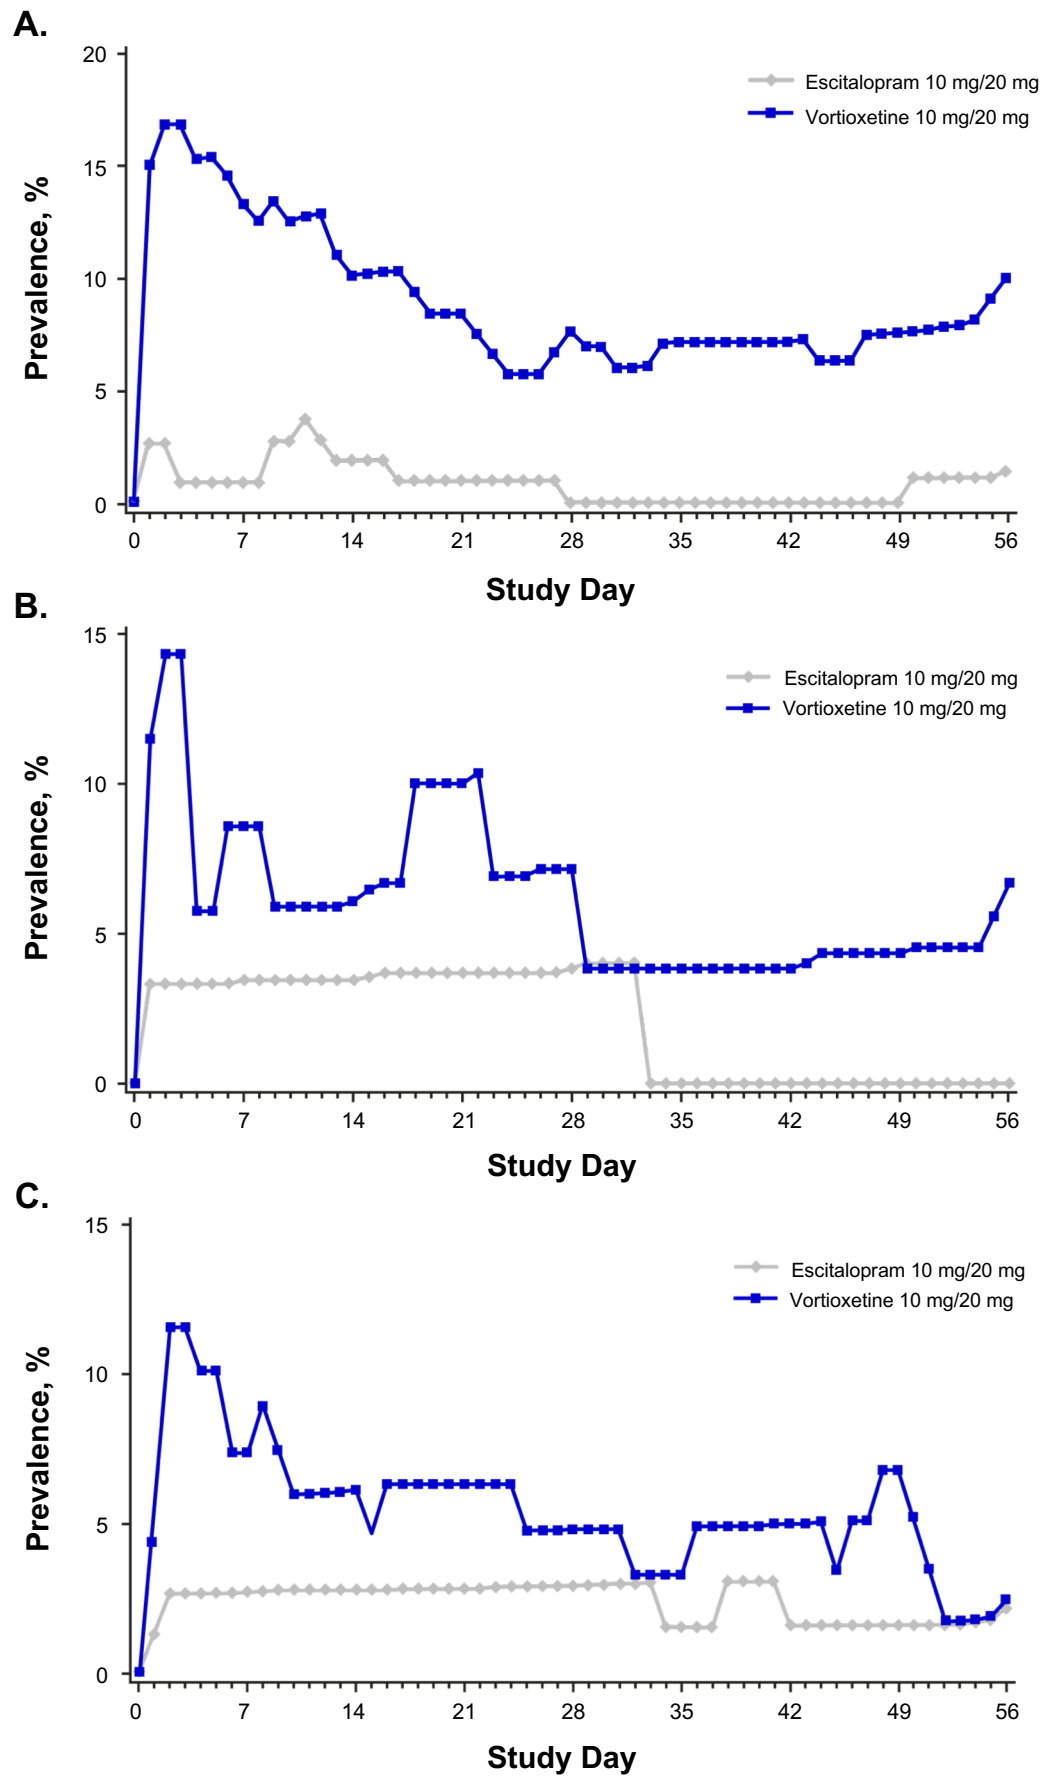 A.
20
15
10
5
0
Prevalence, %
Escitalopram 10 mg/20 mg
Vortioxetine 10 mg/20 mg
0 7 14 21 28 35 42 49 56
Study Day
B.
15
10
5
0
Prevalence, %
Escitalopram 10 mg/20 mg
Vortioxetine 10 mg/20 mg
0 7 14 21 28 35 42 49 56
Study Day
C.
15
10
5
0
Prevalence, %
Escitalopram 10 mg/20 mg
Vortioxetine 10 mg/20 mg
0 7 14 21 28 35 42 49 56
Study Day